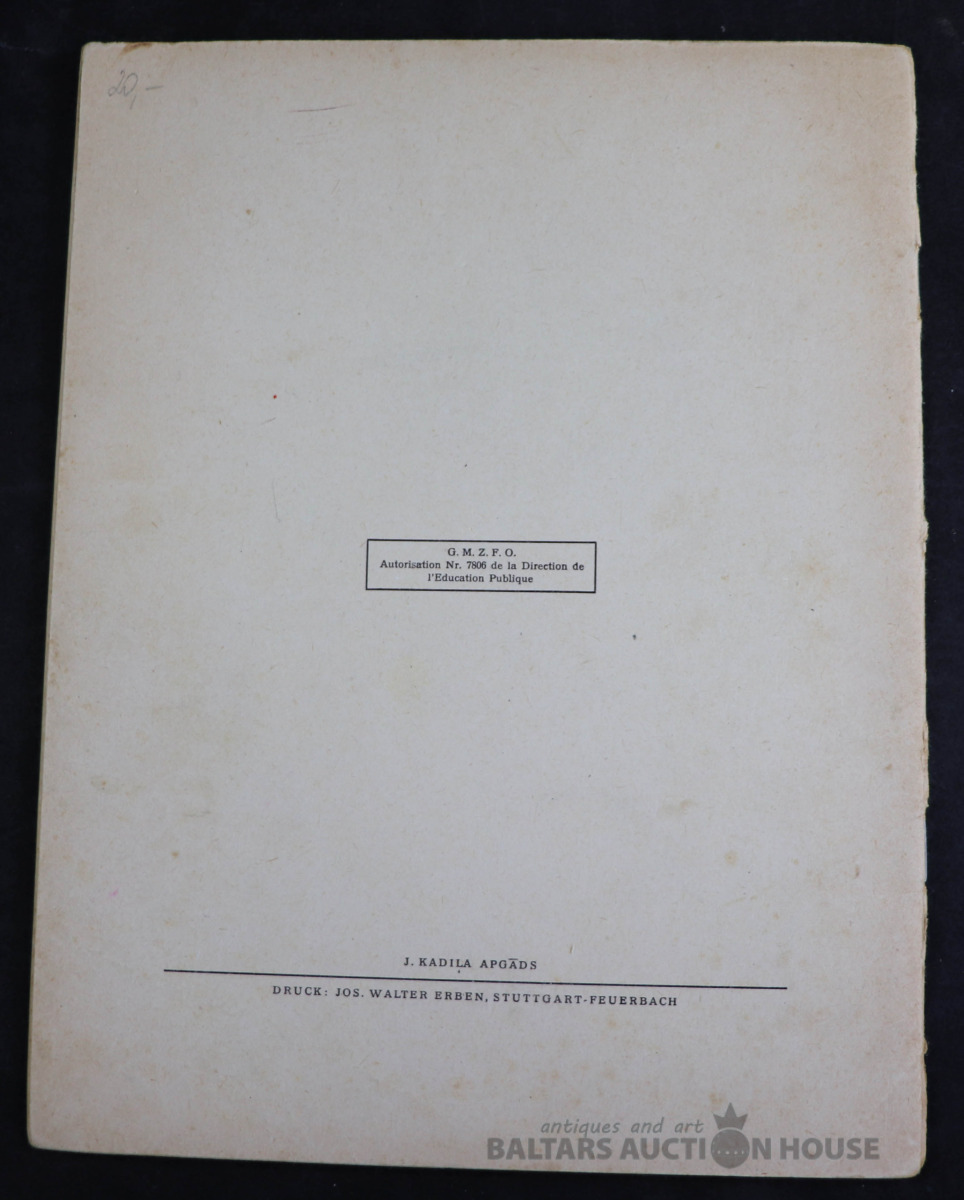 20,—
G. M. Z. F. O.
Autorisation Nr. 7806 de la Direction de
l'Education Publique
J. KADILA APGĀDS
DRUCK: JOS. WALTER ERBEN, STUTTGART-FEUERBACH
antiques and art
BALTARS AUCTION HOUSE